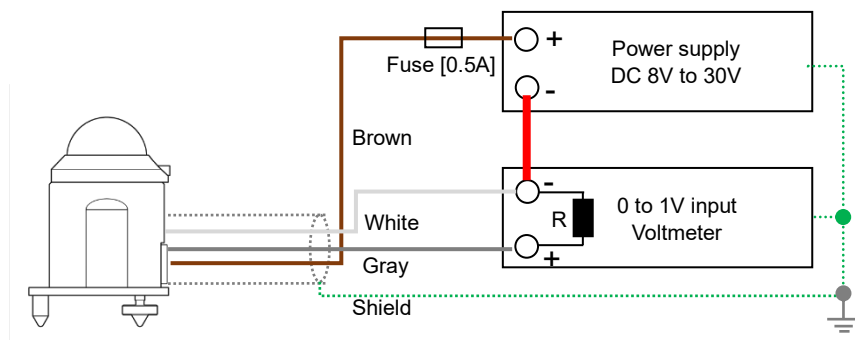 +
Power supply
DC 8V to 30V
Fuse [0.5A]
-
Brown
-
0 to 1V input
Voltmeter
R
White
+
Gray
Shield